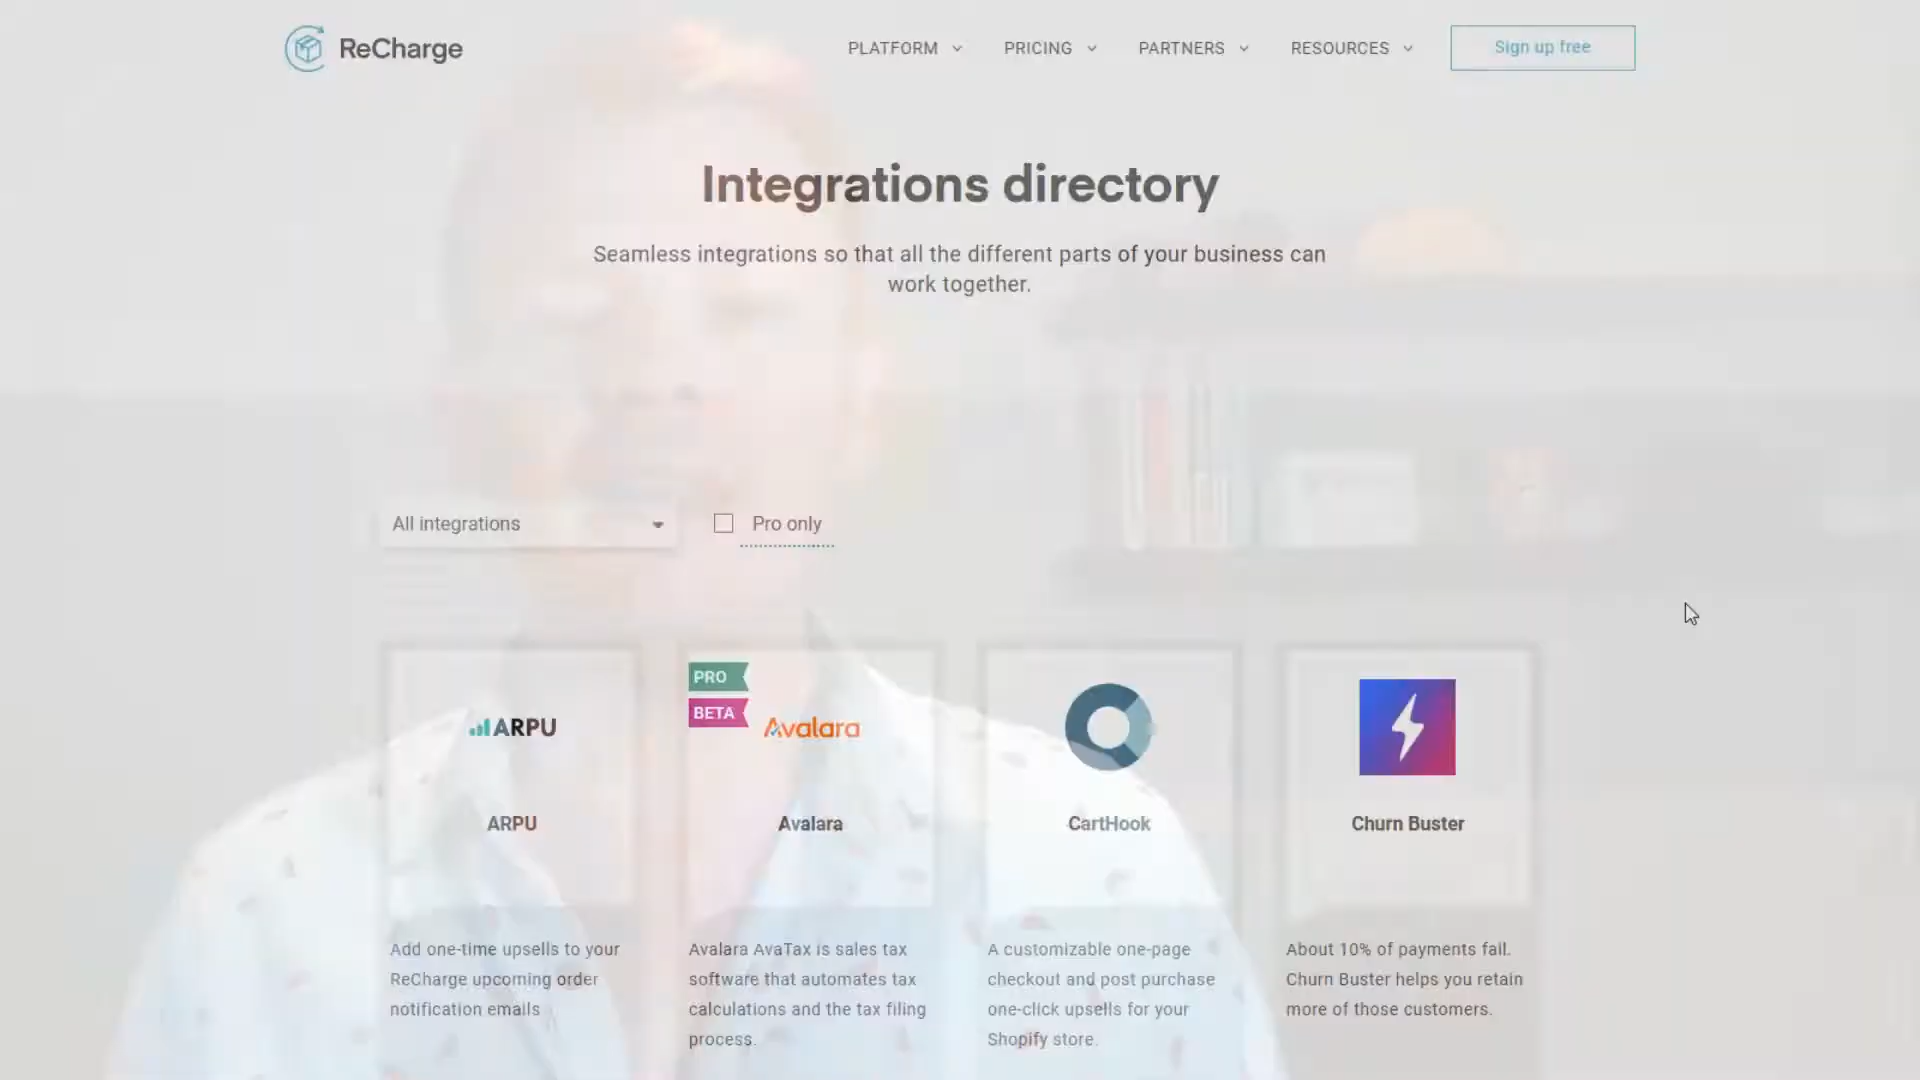 ReCharge
PLATFORM
PRICING
PARTNERS
RESOURCES
Sign up free
Integrations directory
Seamless integrations so that all the different parts of your business can
work together.
All integrations
Pro only
ARPU
ARPU
Add one-time upsells to your
ReCharge upcoming order
notification emails
PRO
BETA
Avalara
Avalara
Avalara AvaTax is sales tax
software that automates tax
calculations and the tax filing
process.
CartHook
A customizable one-page
checkout and post purchase
one-click upsells for your
Shopify store.
Churn Buster
About 10% of payments fail.
Churn Buster helps you retain
more of those customers.